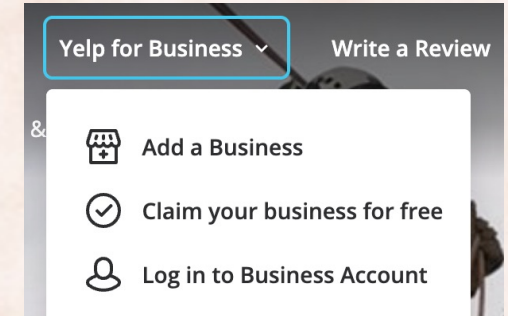 Yelp for Business Write a Review
&
Add a Business
Claim your business for free
Log in to Business Account